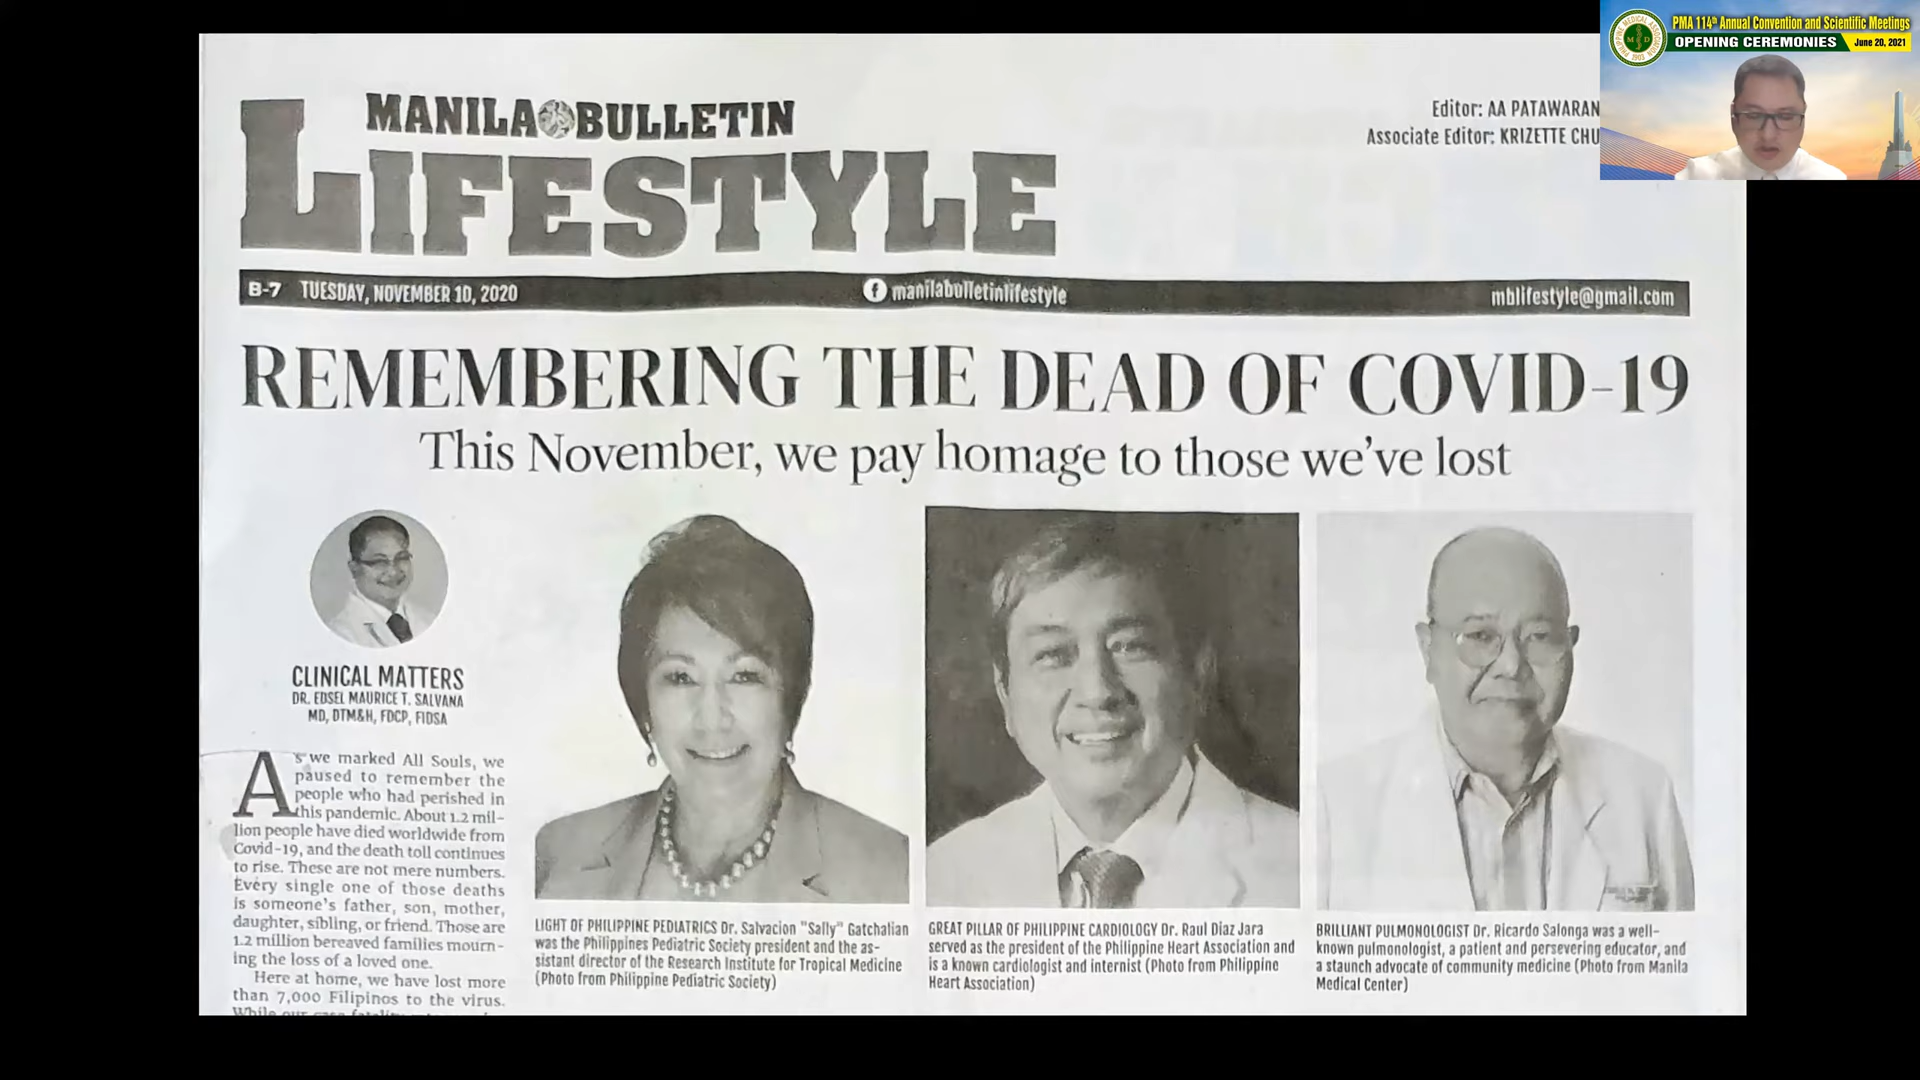 PMA 114th Annual Convention and Scientific Meetings
OPENING CEREMONIES
June 20, 2021
MANILA BULLETIN
LIFESTYLE
Editor: AA PATAWARAN
Associate Editor: KRIZETTE CHU
B-7 TUESDAY, NOVEMBER 10, 2020
manilabulletinlifestyle
mblifestyle@gmail.com
REMEMBERING THE DEAD OF COVID-19
This November, we pay homage to those we've lost
CLINICAL MATTERS
DR. EDSEL MAURICE T. SALVANA
MD, DTM&H, FDCP, FIDSA
As we marked All Souls, we
paused to remember the
people who had perished in
this pandemic. About 1.2 mil-
lion people have died worldwide from
Covid-19, and the death toll continues
to rise. These are not mere numbers.
Every single one of those deaths
is someone's father, son, mother,
daughter, sibling, or friend. Those are
1.2 million bereaved families mourn-
ing the loss of a loved one.
Here at home, we have lost more
than 7,000 Filipinos to the virus.
LIGHT OF PHILIPPINE PEDIATRICS Dr. Salvacion "Sally" Gatchalian
was the Philippines Pediatric Society president and the as-
sistant director of the Research Institute for Tropical Medicine
(Photo from Philippine Pediatric Society)
GREAT PILLAR OF PHILIPPINE CARDIOLOGY Dr. Raul Diaz Jara
served as the president of the Philippine Heart Association and
is a known cardiologist and internist (Photo from Philippine
Heart Association)
BRILLIANT PULMONOLOGIST Dr. Ricardo Salonga was a well-
known pulmonologist, a patient and persevering educator, and
a staunch advocate of community medicine (Photo from Manila
Medical Center)